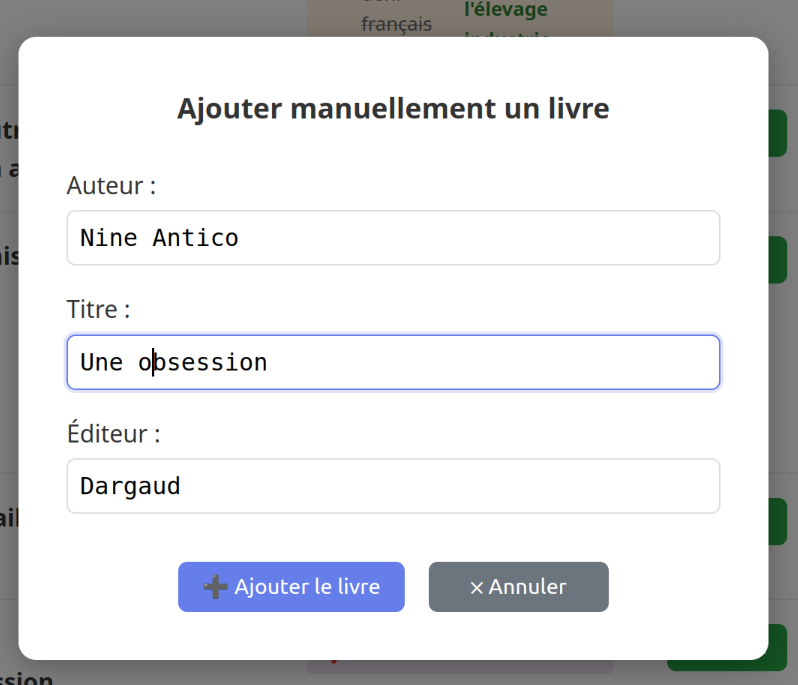 français
l'élevage
Ajouter manuellement un livre
Auteur :
Nine Antico
Titre :
Une obsession
Éditeur :
Dargaud
➕ Ajouter le livre
× Annuler